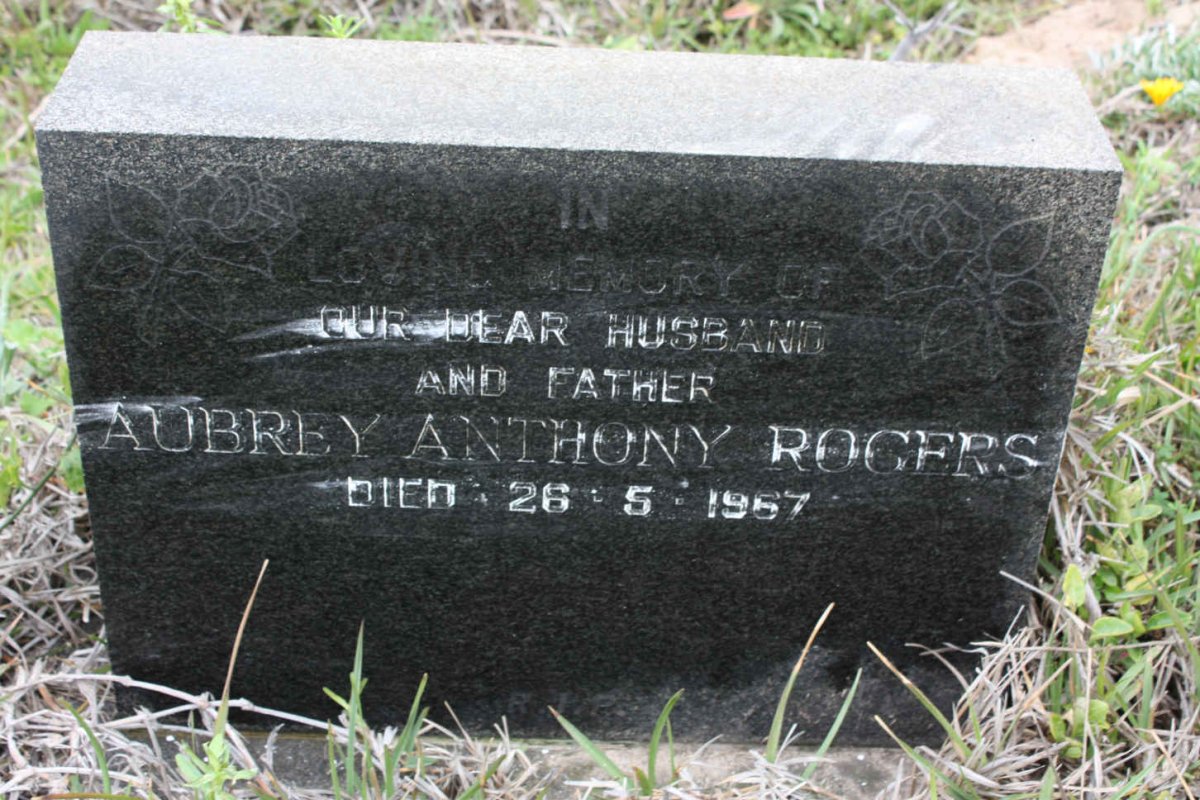 IN
LOVING MEMORY OF
OUR DEAR HUSBAND
AND FATHER
AUBREY ANTHONY ROGERS
DIED · 26 · 5 · 1967